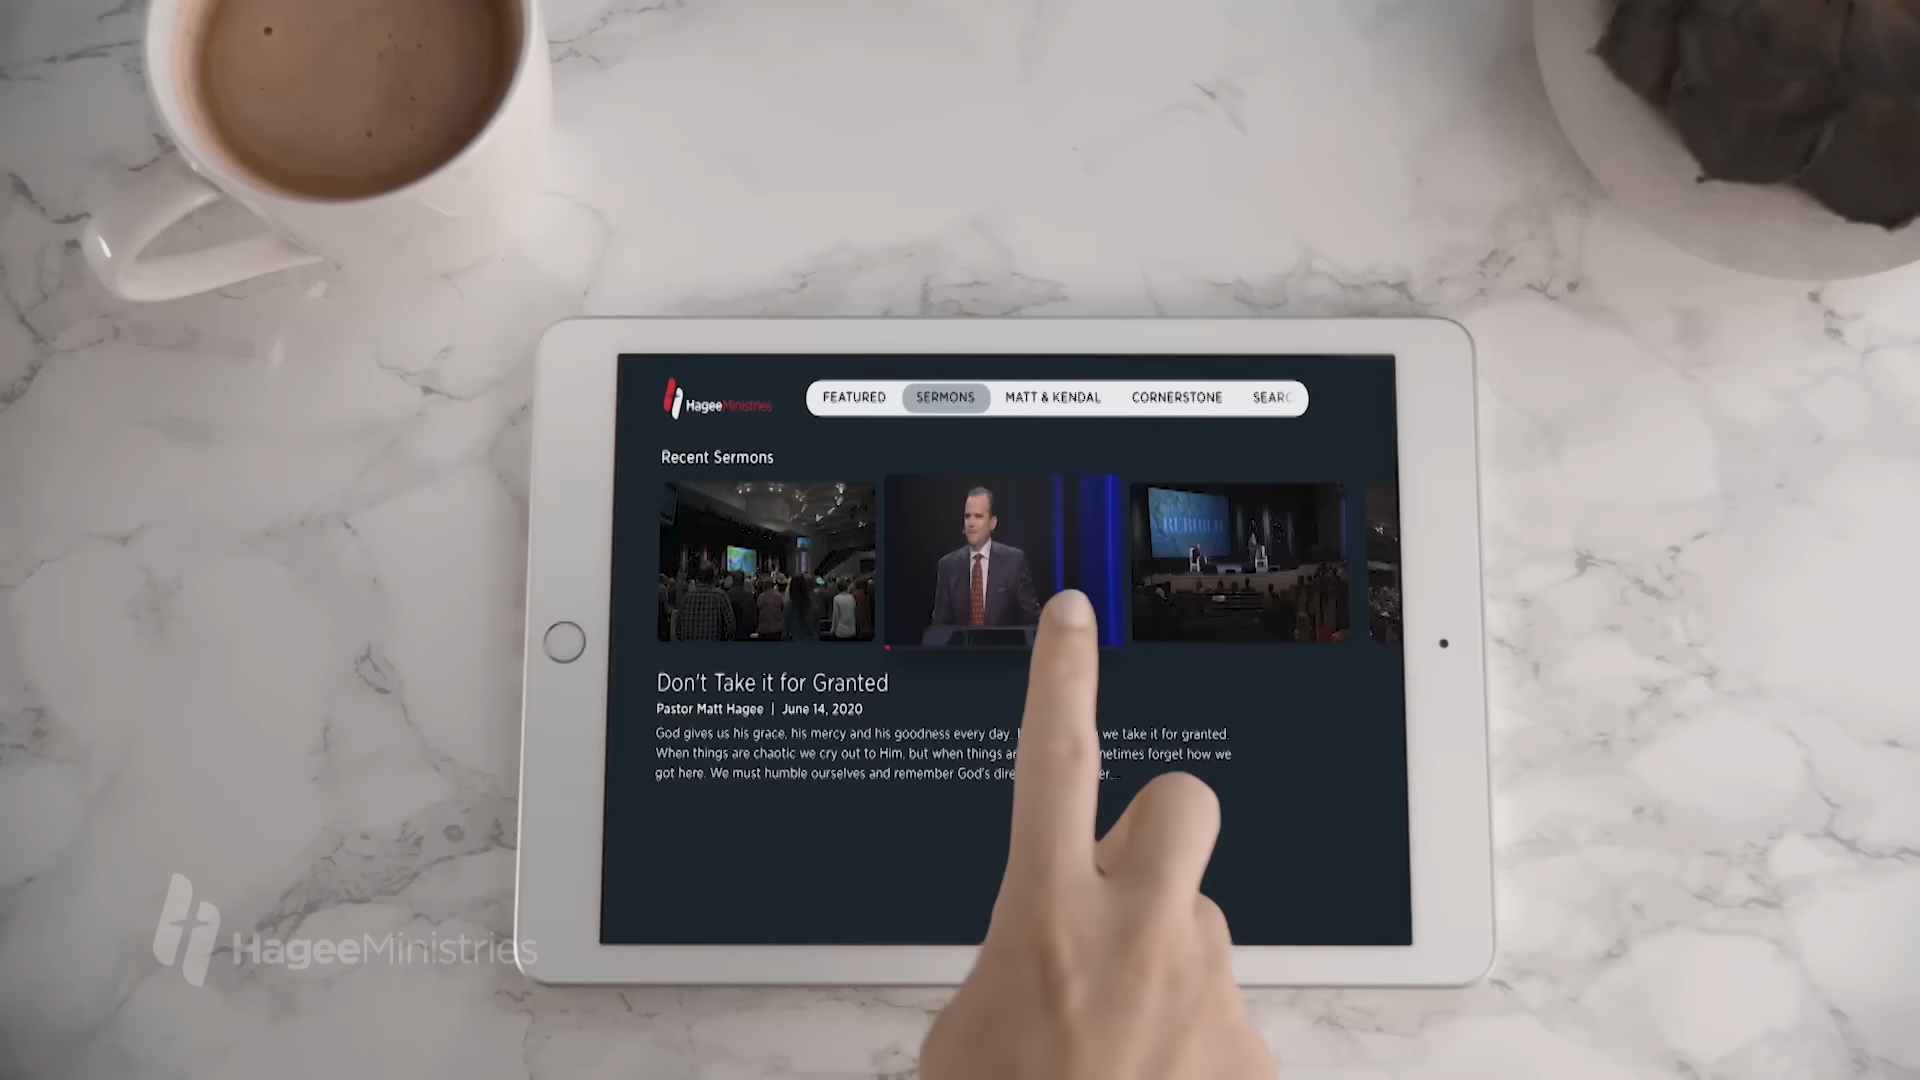 HageeMinistries
FEATURED SERMONS MATT & KENDAL CORNERSTONE SEARC
Recent Sermons
REBUILD
Don't Take it for Granted
Pastor Matt Hagee | June 14, 2020
God gives us his grace, his mercy and his goodness every day... we take it for granted.
When things are chaotic we cry out to Him, but when things forget how we
got here. We must humble ourselves and remember God's
HageeMinistries